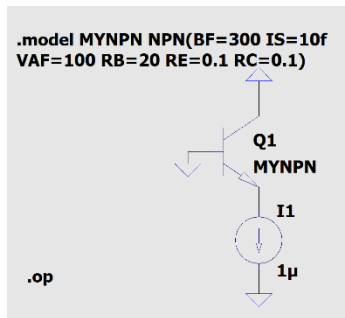 .model MYNPN NPN(BF=300 IS=10f
VAF=100 RB=20 RE=0.1 RC=0.1)
Q1
MYNPN
I1
1µ
.op